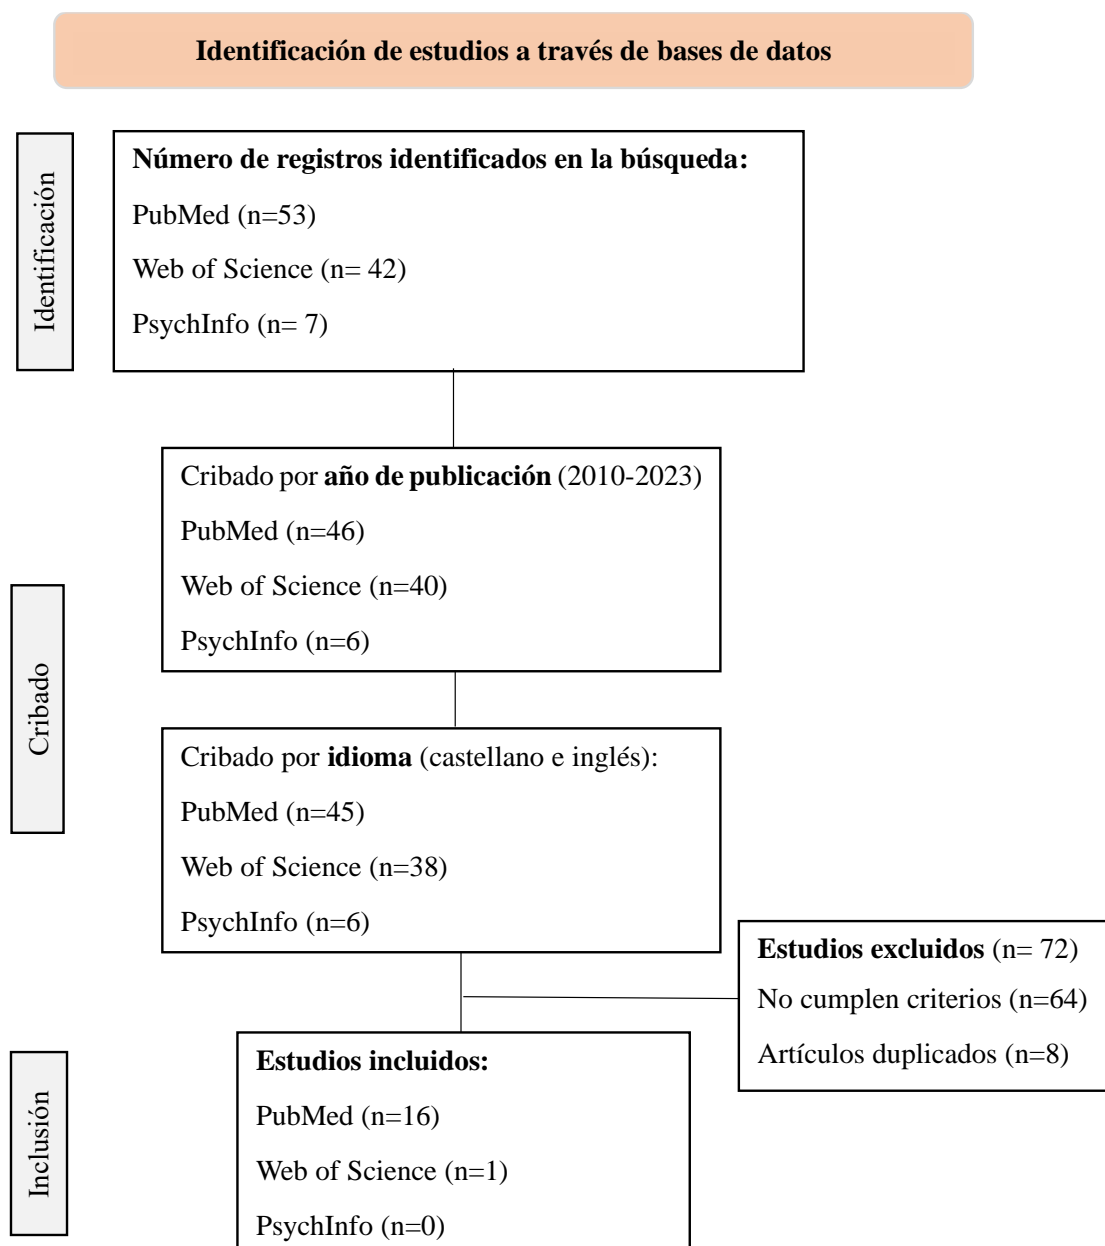 Identificación de estudios a través de bases de datos
Identificación
Número de registros identificados en la búsqueda:
PubMed (n=53)
Web of Science (n= 42)
PsychInfo (n= 7)
Cribado por año de publicación (2010-2023)
PubMed (n=46)
Web of Science (n=40)
PsychInfo (n=6)
Cribado
Cribado por idioma (castellano e inglés):
PubMed (n=45)
Web of Science (n=38)
PsychInfo (n=6)
Estudios excluidos (n= 72)
No cumplen criterios (n=64)
Artículos duplicados (n=8)
Inclusión
Estudios incluidos:
PubMed (n=16)
Web of Science (n=1)
PsychInfo (n=0)